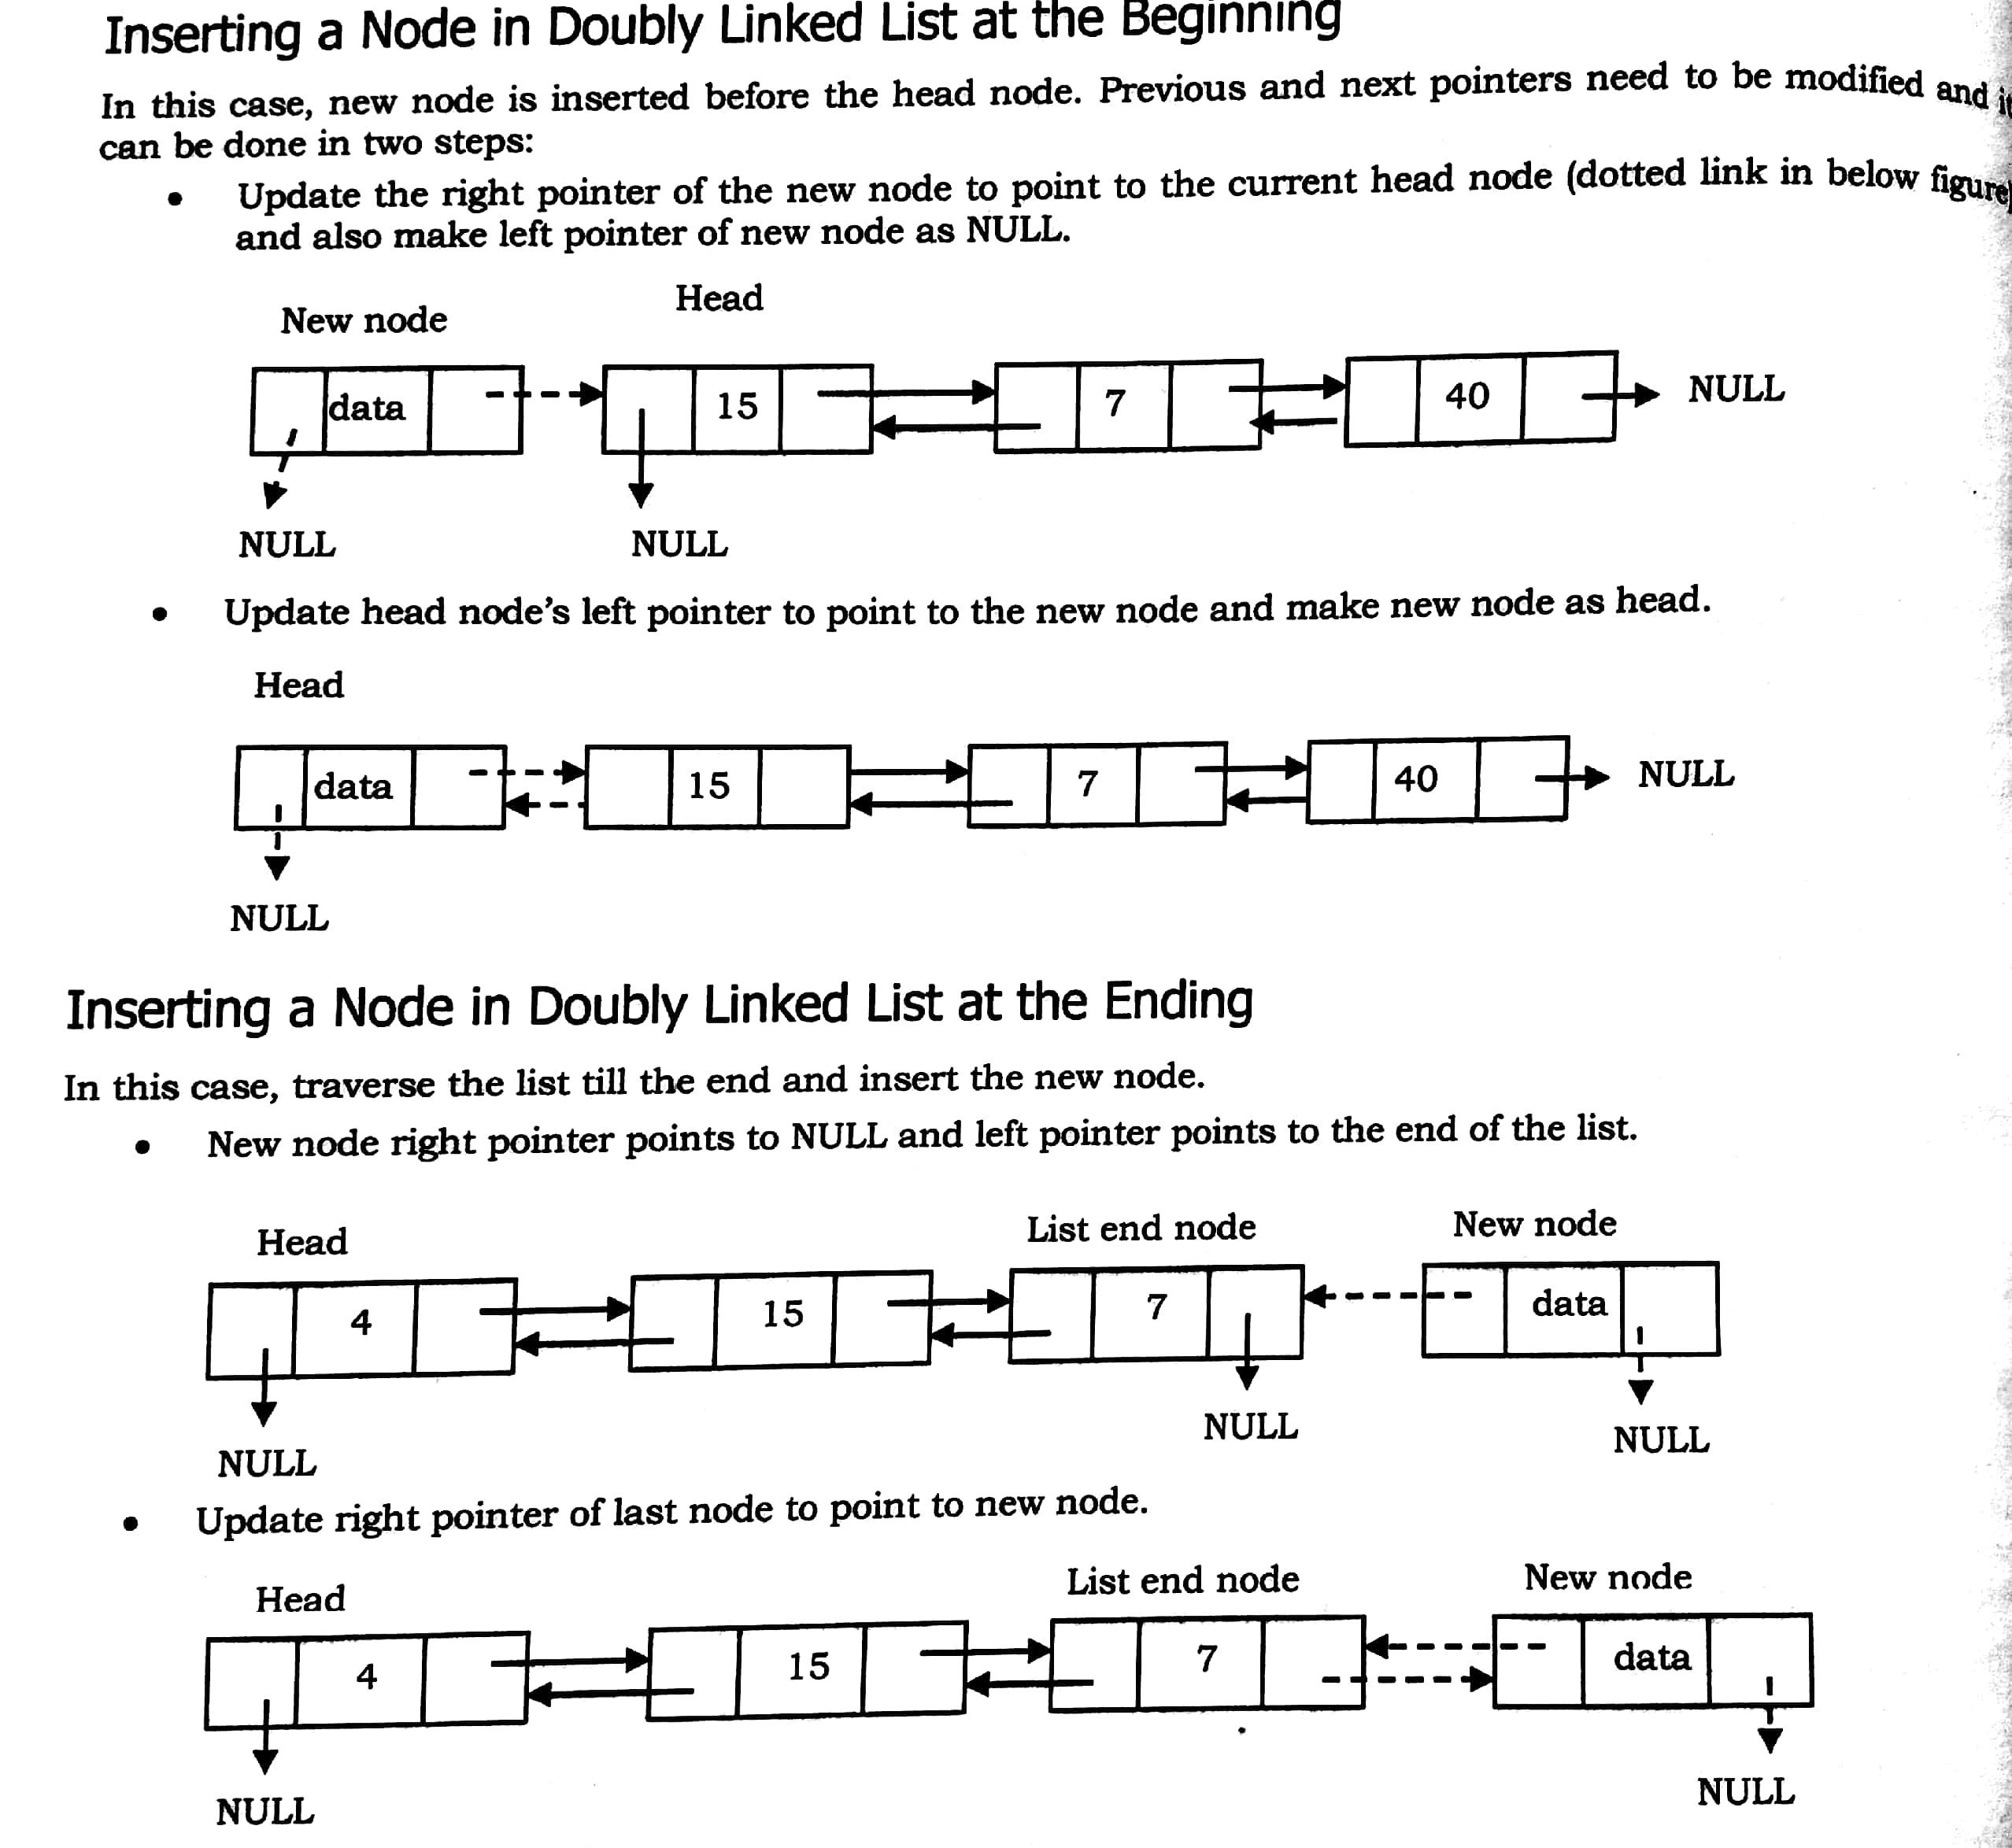 Inserting a Node in Doubly Linked List at the Beginning
In this case, new node is inserted before the head node. Previous and next pointers need to be modified and it
can be done in two steps:
• Update the right pointer of the new node to point to the current head node (dotted link in below figure)
and also make left pointer of new node as NULL.
Head
New node
data 15 7 40 NULL
NULL NULL
• Update head node's left pointer to point to the new node and make new node as head.
Head
data 15 7 40 NULL
NULL
Inserting a Node in Doubly Linked List at the Ending
In this case, traverse the list till the end and insert the new node.
• New node right pointer points to NULL and left pointer points to the end of the list.
Head List end node New node
4 15 7 data
NULL NULL NULL
• Update right pointer of last node to point to new node.
Head List end node New node
4 15 7 data
NULL NULL